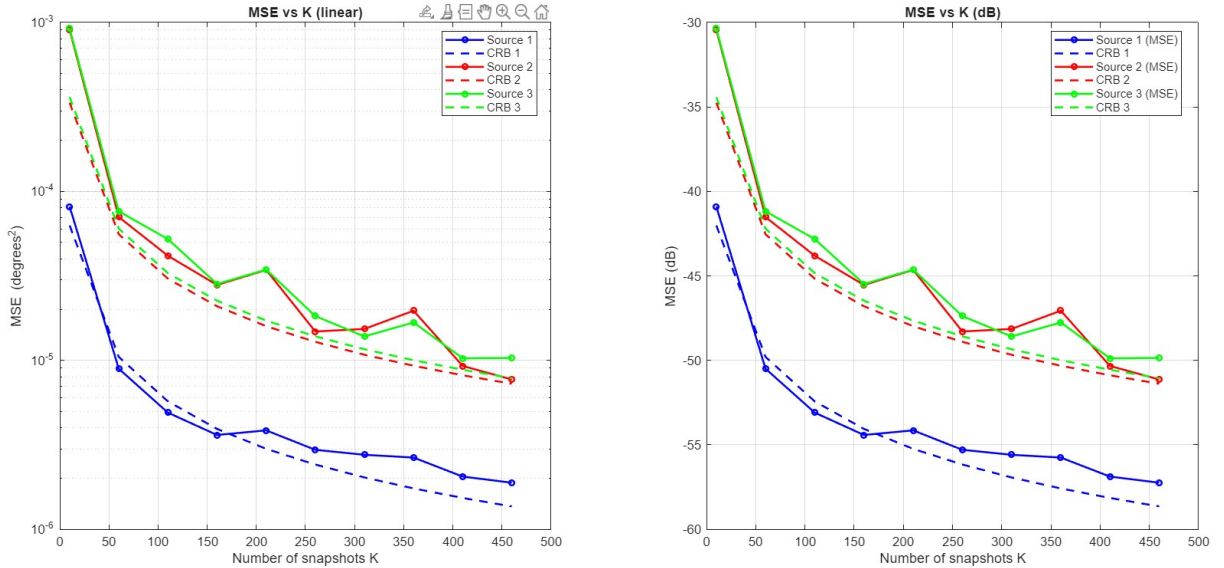 MSE vs K (linear)
10⁻³
10⁻⁴
10⁻⁵
10⁻⁶
MSE (degrees²)
0 50 100 150 200 250 300 350 400 450 500
Number of snapshots K
Source 1
CRB 1
Source 2
CRB 2
Source 3
CRB 3
MSE vs K (dB)
-30
-35
-40
-45
-50
-55
-60
MSE (dB)
0 50 100 150 200 250 300 350 400 450 500
Number of snapshots K
Source 1 (MSE)
CRB 1
Source 2 (MSE)
CRB 2
Source 3 (MSE)
CRB 3